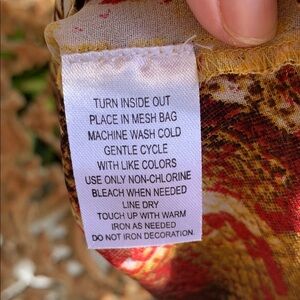 TURN INSIDE OUT
PLACE IN MESH BAG
MACHINE WASH COLD
GENTLE CYCLE
WITH LIKE COLORS
USE ONLY NON-CHLORINE
BLEACH WHEN NEEDED
LINE DRY
TOUCH UP WITH WARM
IRON AS NEEDED
DO NOT IRON DECORATION